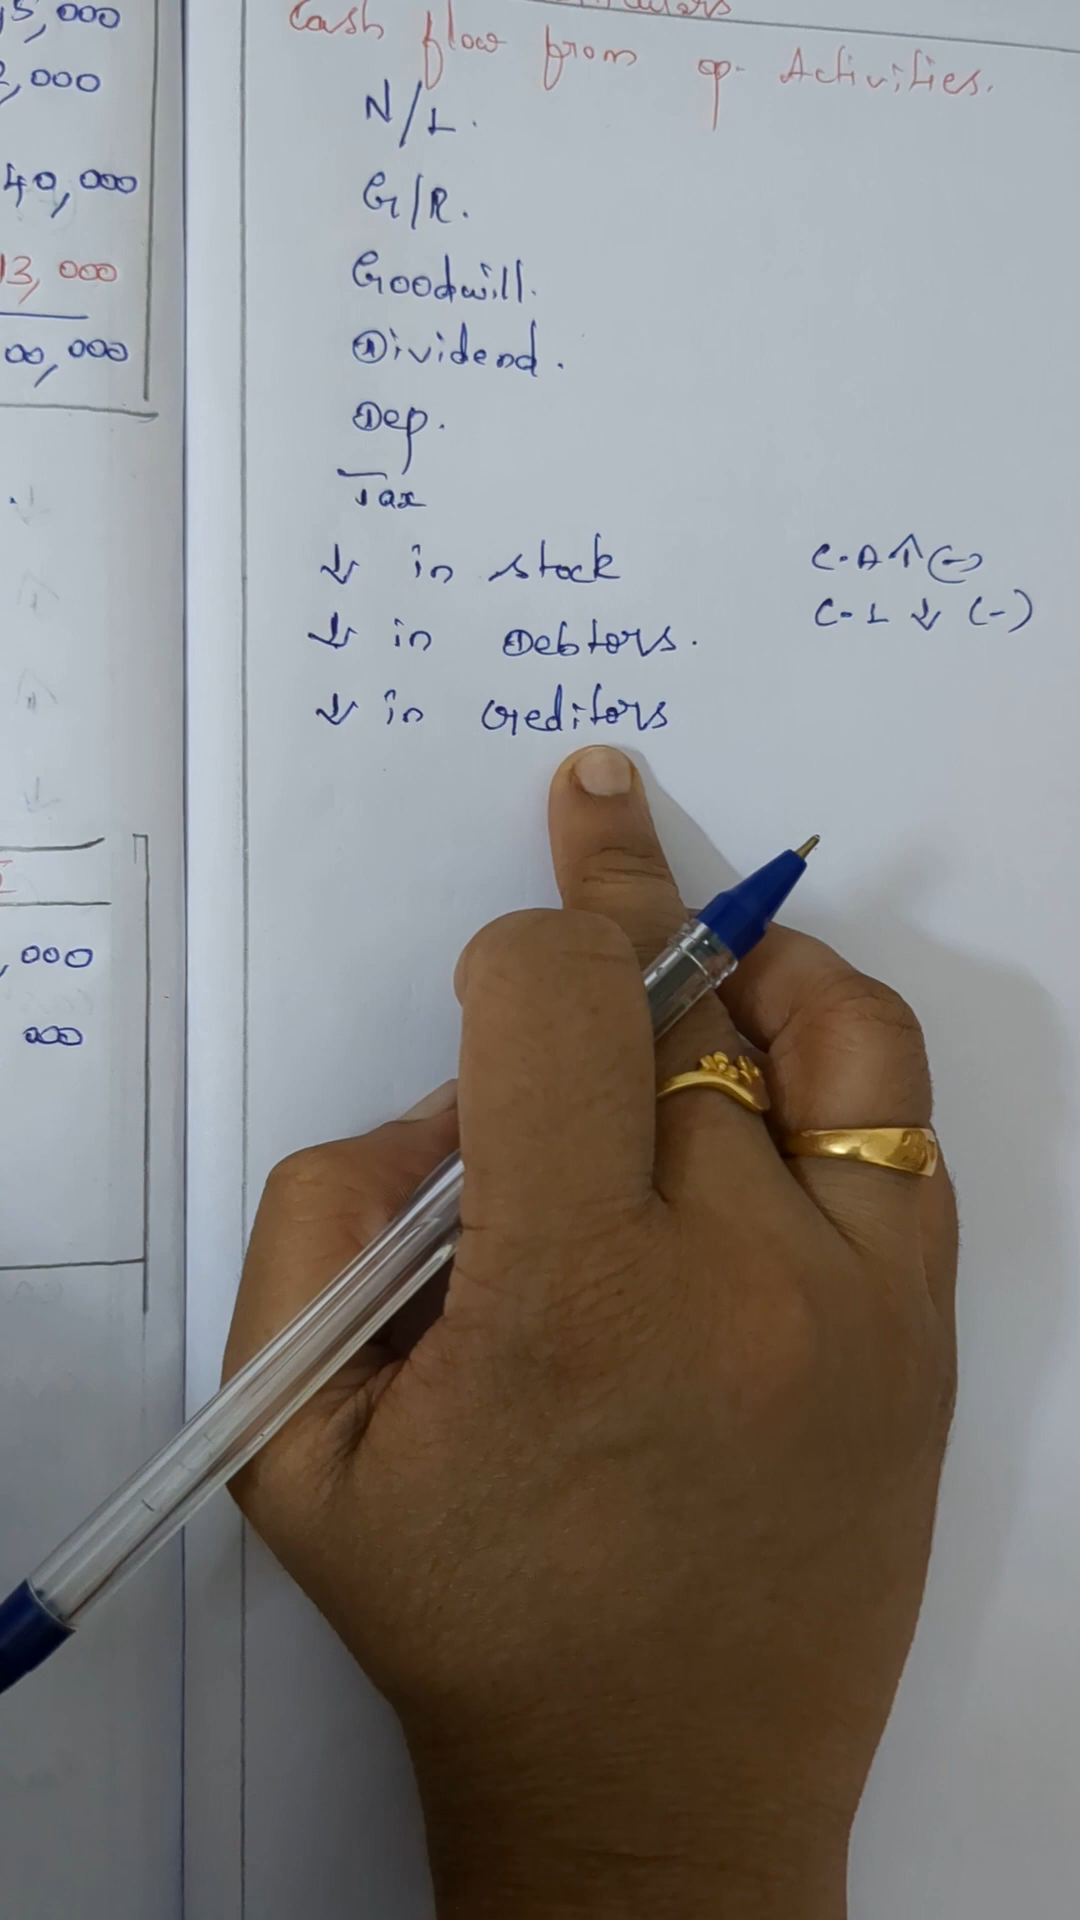 5,000
,000
40,000
13,000
00,000
,000
000
Cash flow from op. Activities.
N/L.
G/R.
Goodwill.
Dividend.
Dep.
Tax
↓ in stock
↓ in Debtors.
↓ in creditors
C.A↑(-)
C-L ↓ (-)